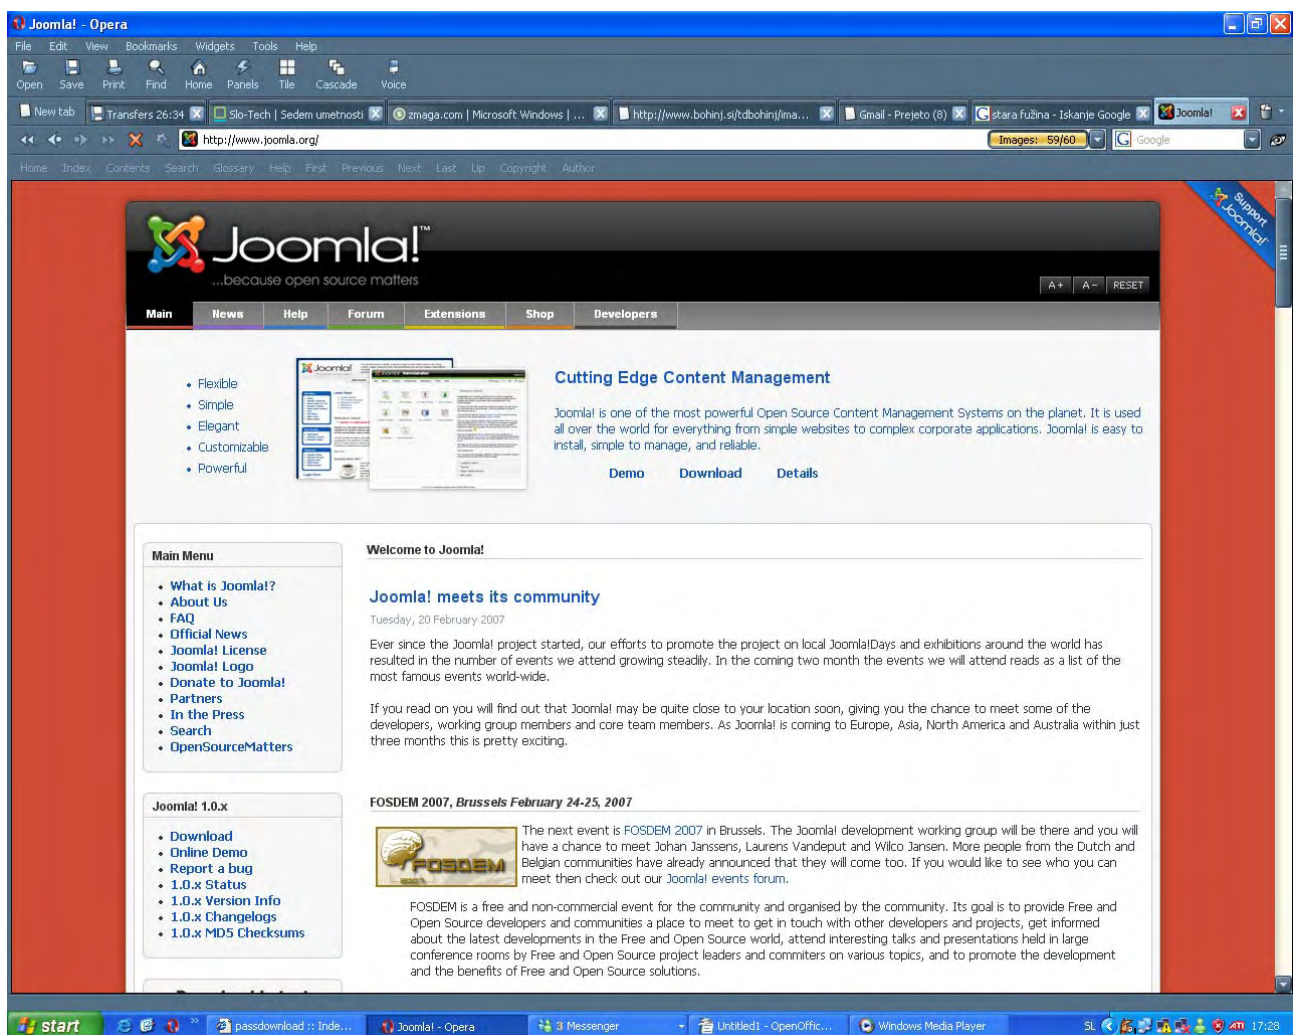 Joomla! - Opera
File Edit View Bookmarks Widgets Tools Help
Open Save Print Find Home Panels Tile Cascade Voice
New tab Transfers 26:34 Slo-Tech | Sedem umetnosti zmaga.com | Microsoft Windows | ... http://www.bohinj.si/tdbohinj/ima... Gmail - Prejeto (8) stara fužina - Iskanje Google Joomla!
http://www.joomla.org/ Images: 59/60 Google
Home Index Contents Search Glossary Help First Previous Next Last Up Copyright Author
Support Joomla!
Joomla!™
...because open source matters
A+ A- RESET
Main News Help Forum Extensions Shop Developers
• Flexible
• Simple
• Elegant
• Customizable
• Powerful
Joomla!
Cutting Edge Content Management
Joomla! is one of the most powerful Open Source Content Management Systems on the planet. It is used
all over the world for everything from simple websites to complex corporate applications. Joomla! is easy to
install, simple to manage, and reliable.
Demo Download Details
Main Menu
• What is Joomla!?
• About Us
• FAQ
• Official News
• Joomla! License
• Joomla! Logo
• Donate to Joomla!
• Partners
• In the Press
• Search
• OpenSourceMatters
Joomla! 1.0.x
• Download
• Online Demo
• Report a bug
• 1.0.x Status
• 1.0.x Version Info
• 1.0.x Changelogs
• 1.0.x MD5 Checksums
Welcome to Joomla!
Joomla! meets its community
Tuesday, 20 February 2007
Ever since the Joomla! project started, our efforts to promote the project on local Joomla!Days and exhibitions around the world has
resulted in the number of events we attend growing steadily. In the coming two month the events we will attend reads as a list of the
most famous events world-wide.
If you read on you will find out that Joomla! may be quite close to your location soon, giving you the chance to meet some of the
developers, working group members and core team members. As Joomla! is coming to Europe, Asia, North America and Australia within just
three months this is pretty exciting.
FOSDEM 2007, Brussels February 24-25, 2007
FOSDEM
2007
The next event is FOSDEM 2007 in Brussels. The Joomla! development working group will be there and you will
have a chance to meet Johan Janssens, Laurens Vandeput and Wilco Jansen. More people from the Dutch and
Belgian communities have already announced that they will come too. If you would like to see who you can
meet then check out our Joomla! events forum.
FOSDEM is a free and non-commercial event for the community and organised by the community. Its goal is to provide Free and
Open Source developers and communities a place to meet to get in touch with other developers and projects, get informed
about the latest developments in the Free and Open Source world, attend interesting talks and presentations held in large
conference rooms by Free and Open Source project leaders and commiters on various topics, and to promote the development
and the benefits of Free and Open Source solutions.
start passdownload :: Inde... Joomla! - Opera 3 Messenger Untitled1 - OpenOffic... Windows Media Player SL 17:28